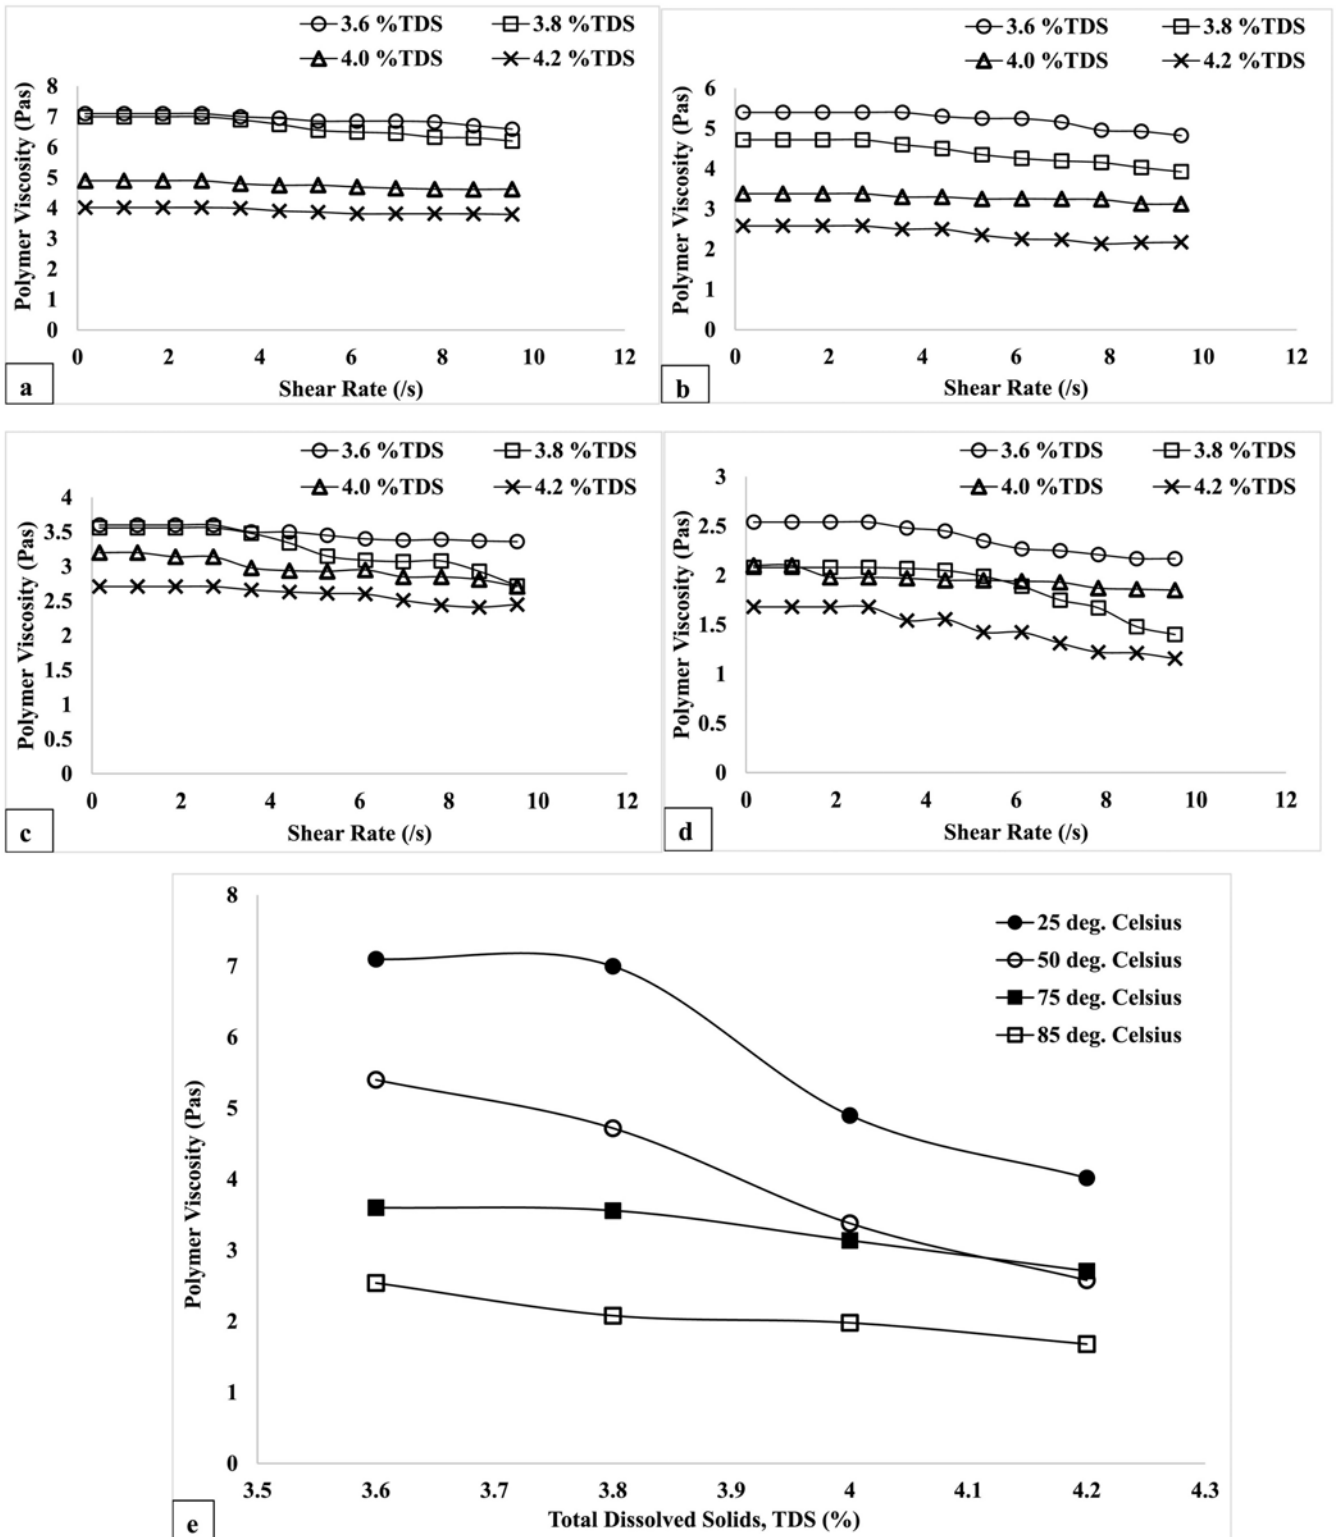 3.6 %TDS 3.8 %TDS
4.0 %TDS 4.2 %TDS
Polymer Viscosity (Pas)
8
7
6
5
4
3
2
1
0
0 2 4 6 8 10 12
Shear Rate (/s)
a
3.6 %TDS 3.8 %TDS
4.0 %TDS 4.2 %TDS
Polymer Viscosity (Pas)
6
5
4
3
2
1
0
0 2 4 6 8 10 12
Shear Rate (/s)
b
3.6 %TDS 3.8 %TDS
4.0 %TDS 4.2 %TDS
Polymer Viscosity (Pas)
4
3.5
3
2.5
2
1.5
1
0.5
0
0 2 4 6 8 10 12
Shear Rate (/s)
c
3.6 %TDS 3.8 %TDS
4.0 %TDS 4.2 %TDS
Polymer Viscosity (Pas)
3
2.5
2
1.5
1
0.5
0
0 2 4 6 8 10 12
Shear Rate (/s)
d
25 deg. Celsius
50 deg. Celsius
75 deg. Celsius
85 deg. Celsius
Polymer Viscosity (Pas)
8
7
6
5
4
3
2
1
0
3.5 3.6 3.7 3.8 3.9 4 4.1 4.2 4.3
Total Dissolved Solids, TDS (%)
e